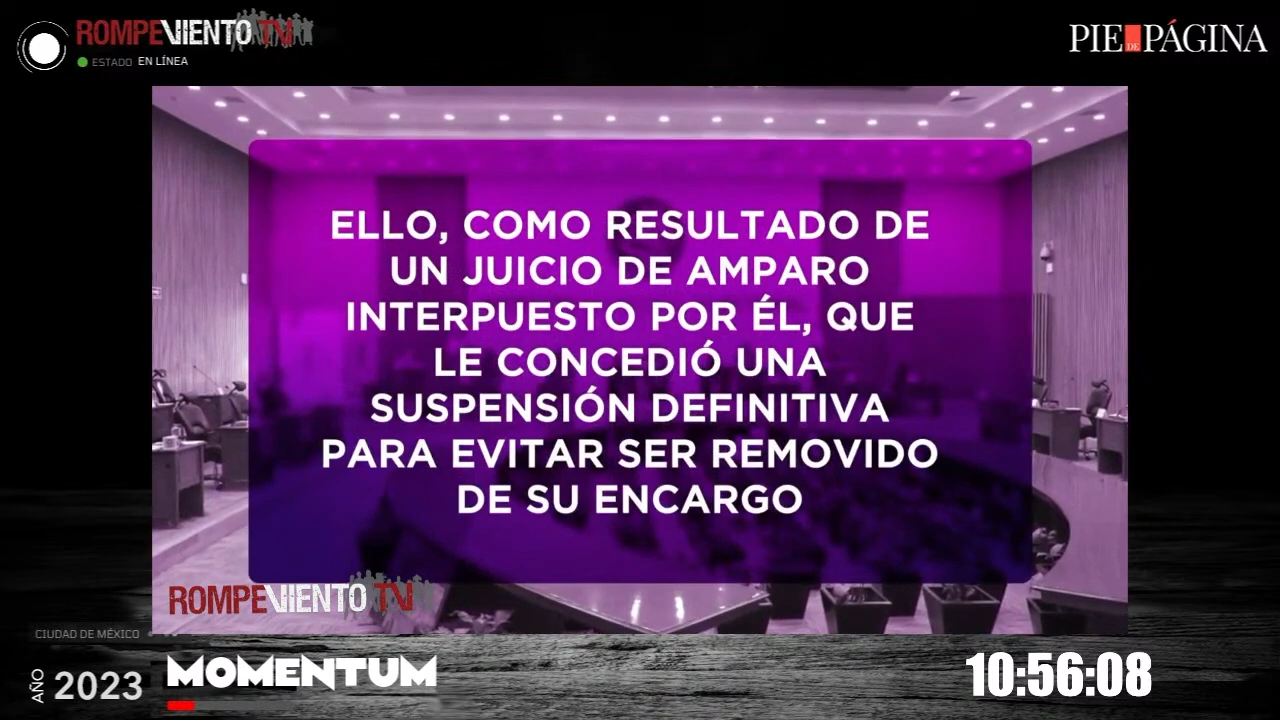 ROMPEVIENTO TV
ESTADO EN LÍNEA
PIE DE PÁGINA
ELLO, COMO RESULTADO DE
UN JUICIO DE AMPARO
INTERPUESTO POR ÉL, QUE
LE CONCEDIÓ UNA
SUSPENSIÓN DEFINITIVA
PARA EVITAR SER REMOVIDO
DE SU ENCARGO
ROMPEVIENTO TV
CIUDAD DE MÉXICO
AÑO 2023
MOMENTUM
10:56:08